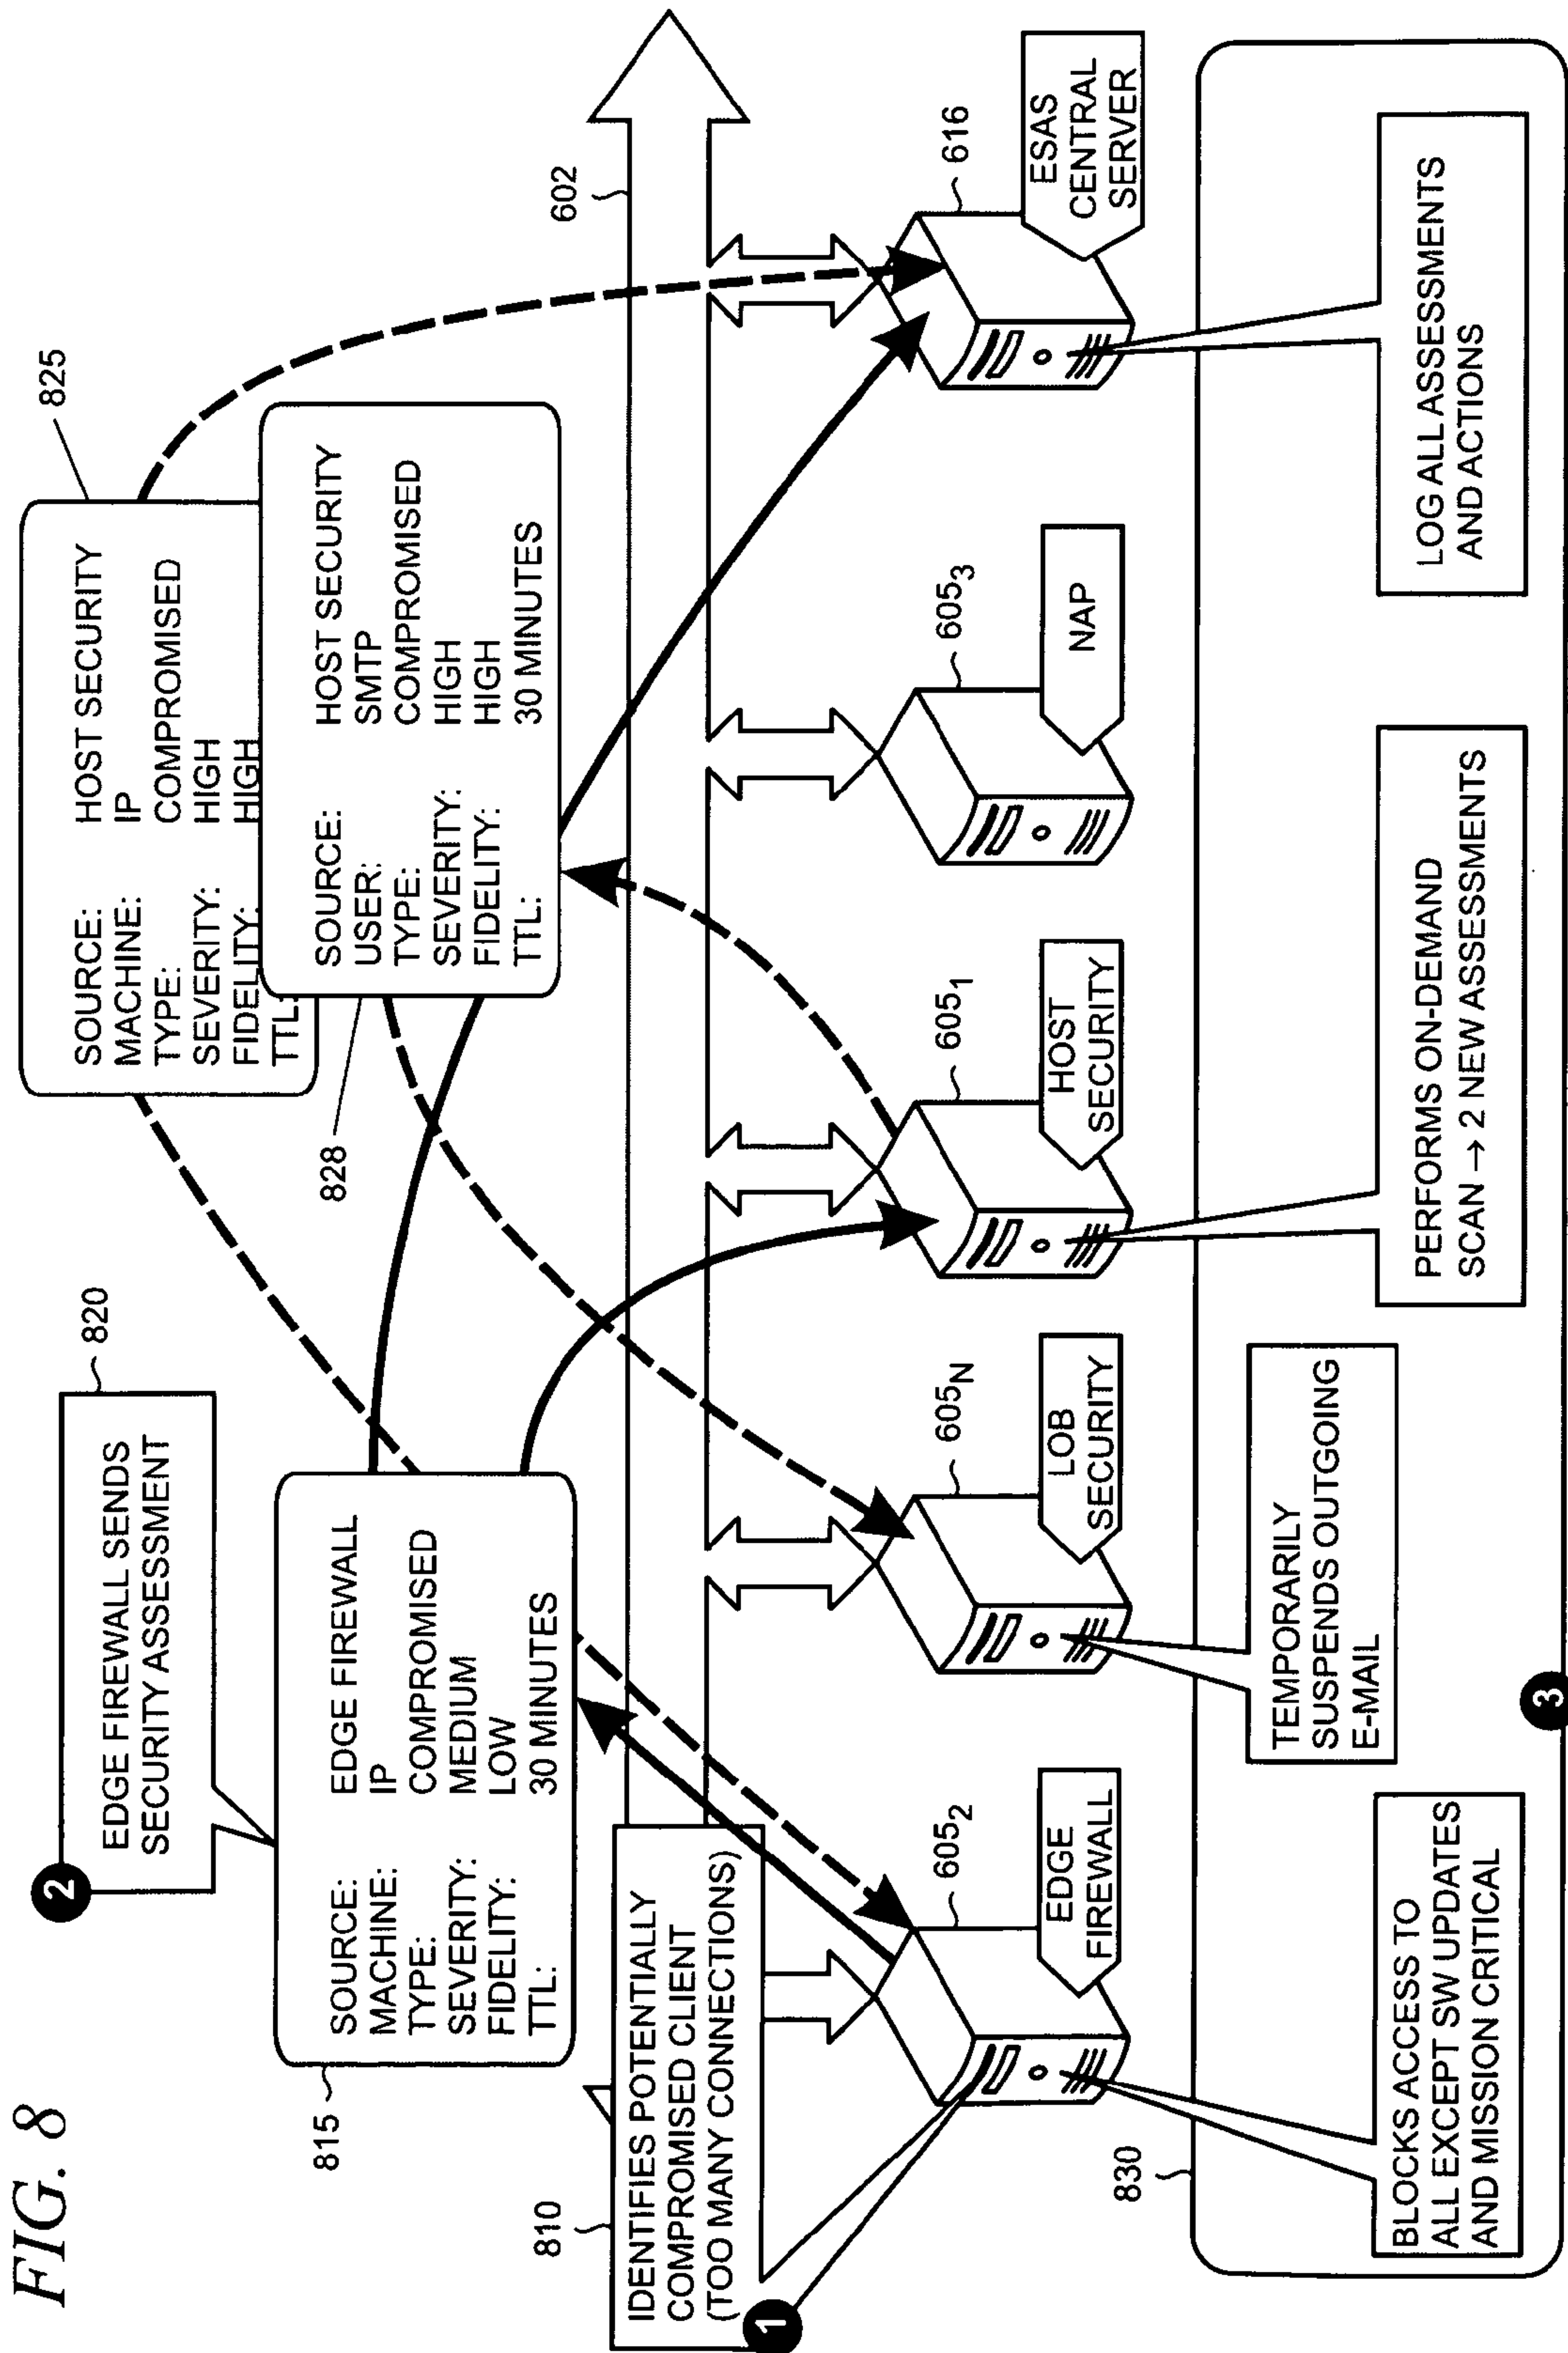 FIG. 8
2
EDGE FIREWALL SENDS
SECURITY ASSESSMENT
820
825
SOURCE: HOST SECURITY
MACHINE: IP
TYPE: COMPROMISED
SEVERITY: HIGH
FIDELITY: HIGH
TTL:
828
SOURCE: HOST SECURITY
USER: SMTP
TYPE: COMPROMISED
SEVERITY: HIGH
FIDELITY: HIGH
TTL: 30 MINUTES
815
SOURCE: EDGE FIREWALL
MACHINE: IP
TYPE: COMPROMISED
SEVERITY: MEDIUM
FIDELITY: LOW
TTL: 30 MINUTES
810
IDENTIFIES POTENTIALLY
COMPROMISED CLIENT
(TOO MANY CONNECTIONS)
1
602
605₂
EDGE
FIREWALL
605N
LOB
SECURITY
605₁
HOST
SECURITY
605₃
NAP
616
ESAS
CENTRAL
SERVER
830
BLOCKS ACCESS TO
ALL EXCEPT SW UPDATES
AND MISSION CRITICAL
TEMPORARILY
SUSPENDS OUTGOING
E-MAIL
PERFORMS ON-DEMAND
SCAN → 2 NEW ASSESSMENTS
LOG ALL ASSESSMENTS
AND ACTIONS
3